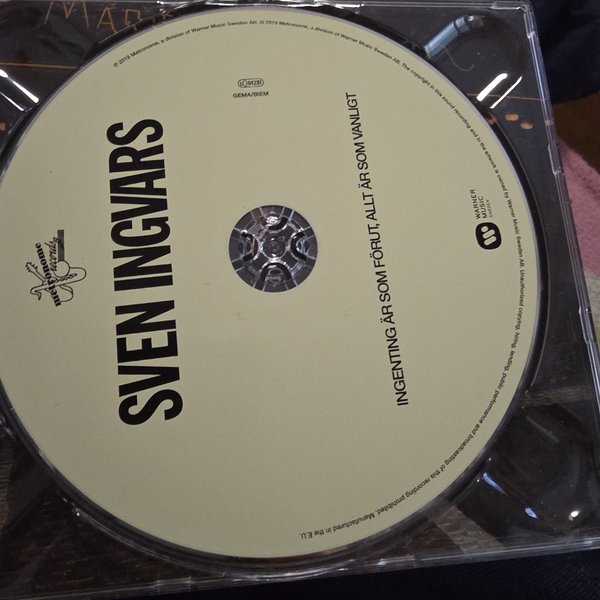 SVEN INGVARS
INGENTING ÄR SOM FÖRUT, ALLT ÄR SOM VANLIGT
metronome
records
LC 04281
GEMA/BIEM
WARNER
MUSIC
SWEDEN
℗ 2019 Metronome, a division of Warner Music Sweden AB. © 2019 Metronome, a division of Warner Music Sweden AB. The copyright in this sound recording and in the artwork is owned by Warner Music Sweden AB. Unauthorized copying, hiring, lending, public performance and broadcasting of this recording prohibited. Manufactured in the E.U.